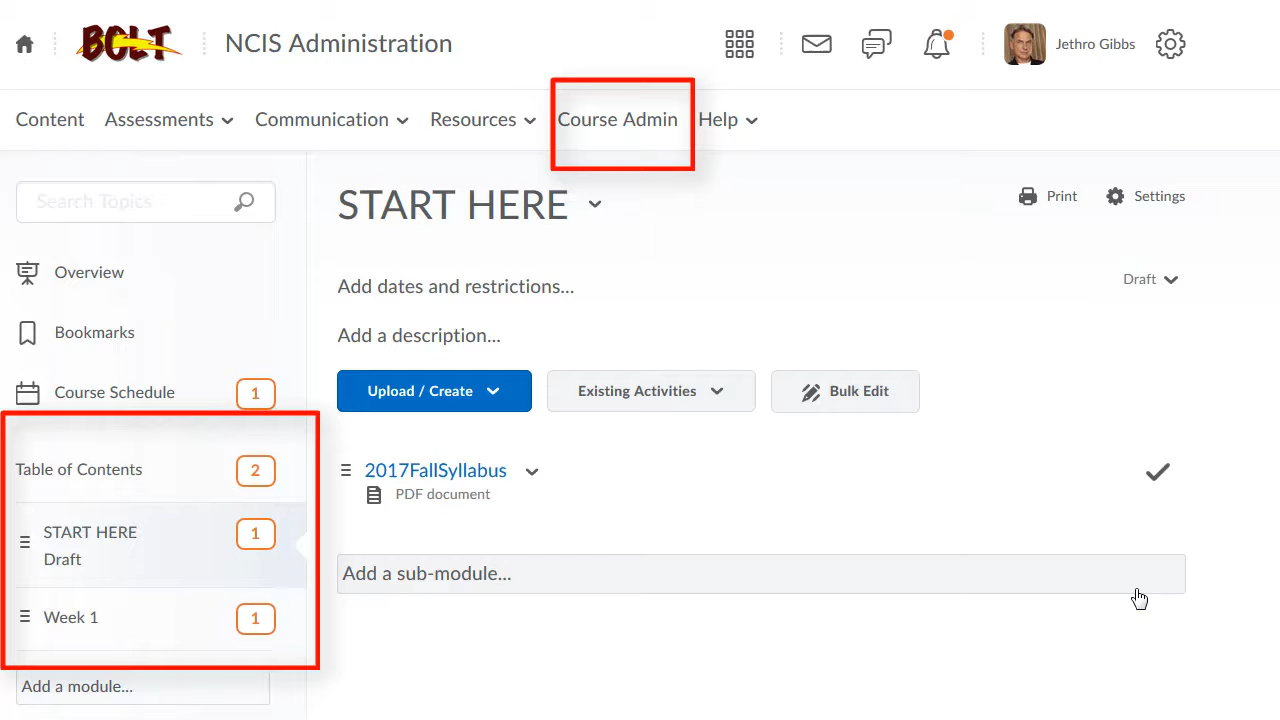 BOLT
NCIS Administration
Jethro Gibbs
Content Assessments Communication Resources Course Admin Help
Search Topics
Overview
Bookmarks
Course Schedule 1
Table of Contents 2
START HERE 1
Draft
Week 1 1
Add a module...
START HERE
Print Settings
Add dates and restrictions...
Draft
Add a description...
Upload / Create Existing Activities Bulk Edit
2017FallSyllabus
PDF document
Add a sub-module...